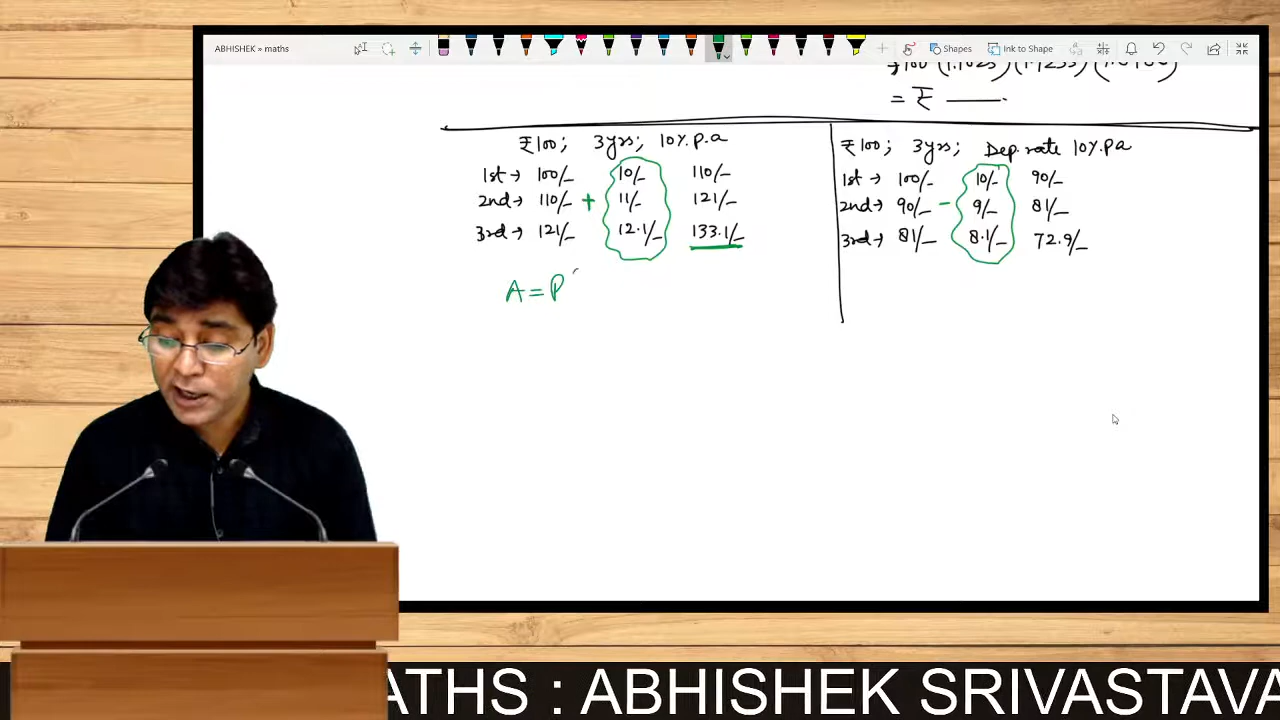 ABHISHEK » maths
Shapes
Ink to Shape
= ₹ ——.
₹100; 3yrs; 10%.p.a
1st→ 100/- 10/- 110/-
2nd→ 110/- + 11/- 121/-
3rd→ 121/- 12.1/- 133.1/-
A=P
₹100; 3yrs; Dep.rate 10%.pa
1st→ 100/- 10/- 90/-
2nd→ 90/- - 9/- 81/-
3rd→ 81/- 8.1/- 72.9/-
ATHS : ABHISHEK SRIVASTAVA